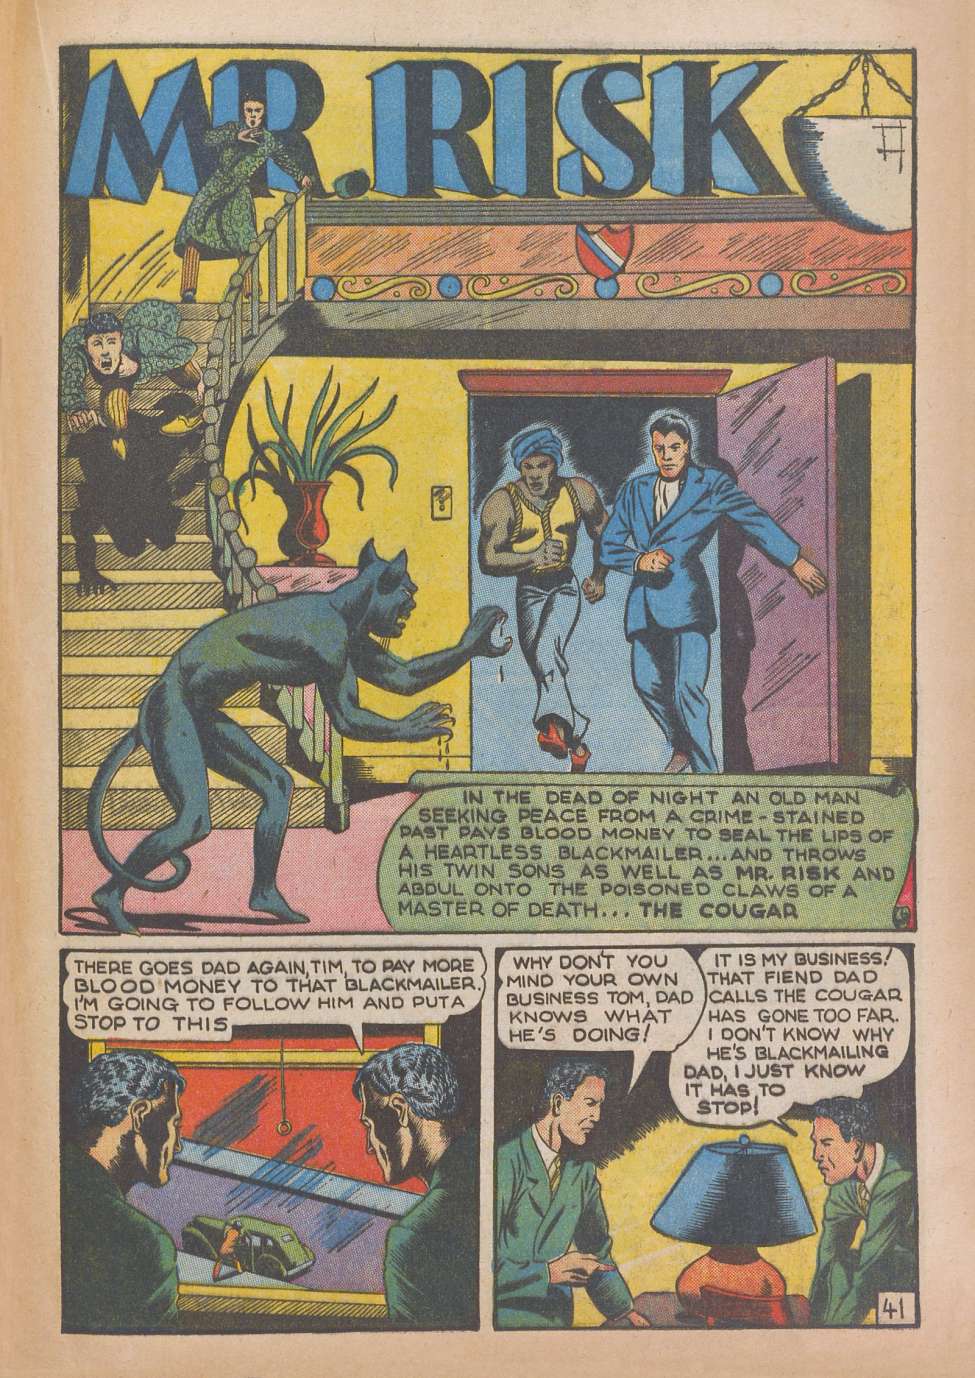 MR. RISK
IN THE DEAD OF NIGHT AN OLD MAN
SEEKING PEACE FROM A CRIME-STAINED
PAST PAYS BLOOD MONEY TO SEAL THE LIPS OF
A HEARTLESS BLACKMAILER...AND THROWS
HIS TWIN SONS AS WELL AS MR. RISK AND
ABDUL ONTO THE POISONED CLAWS OF A
MASTER OF DEATH... THE COUGAR
THERE GOES DAD AGAIN, TIM, TO PAY MORE
BLOOD MONEY TO THAT BLACKMAILER.
I'M GOING TO FOLLOW HIM AND PUT A
STOP TO THIS
WHY DON'T YOU
MIND YOUR OWN
BUSINESS TOM, DAD
KNOWS WHAT
HE'S DOING!
IT IS MY BUSINESS!
THAT FIEND DAD
CALLS THE COUGAR
HAS GONE TOO FAR.
I DON'T KNOW WHY
HE'S BLACKMAILING
DAD, I JUST KNOW
IT HAS TO
STOP!
41